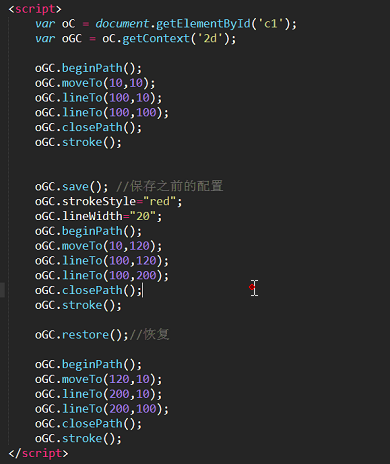 <script>
var oC = document.getElementById('c1');
var oGC = oC.getContext('2d');
oGC.beginPath();
oGC.moveTo(10,10);
oGC.lineTo(100,10);
oGC.lineTo(100,100);
oGC.closePath();
oGC.stroke();
oGC.save(); //保存之前的配置
oGC.strokeStyle="red";
oGC.lineWidth="20";
oGC.beginPath();
oGC.moveTo(10,120);
oGC.lineTo(100,120);
oGC.lineTo(100,200);
oGC.closePath();
oGC.stroke();
oGC.restore();//恢复
oGC.beginPath();
oGC.moveTo(120,10);
oGC.lineTo(200,10);
oGC.lineTo(200,100);
oGC.closePath();
oGC.stroke();
</script>